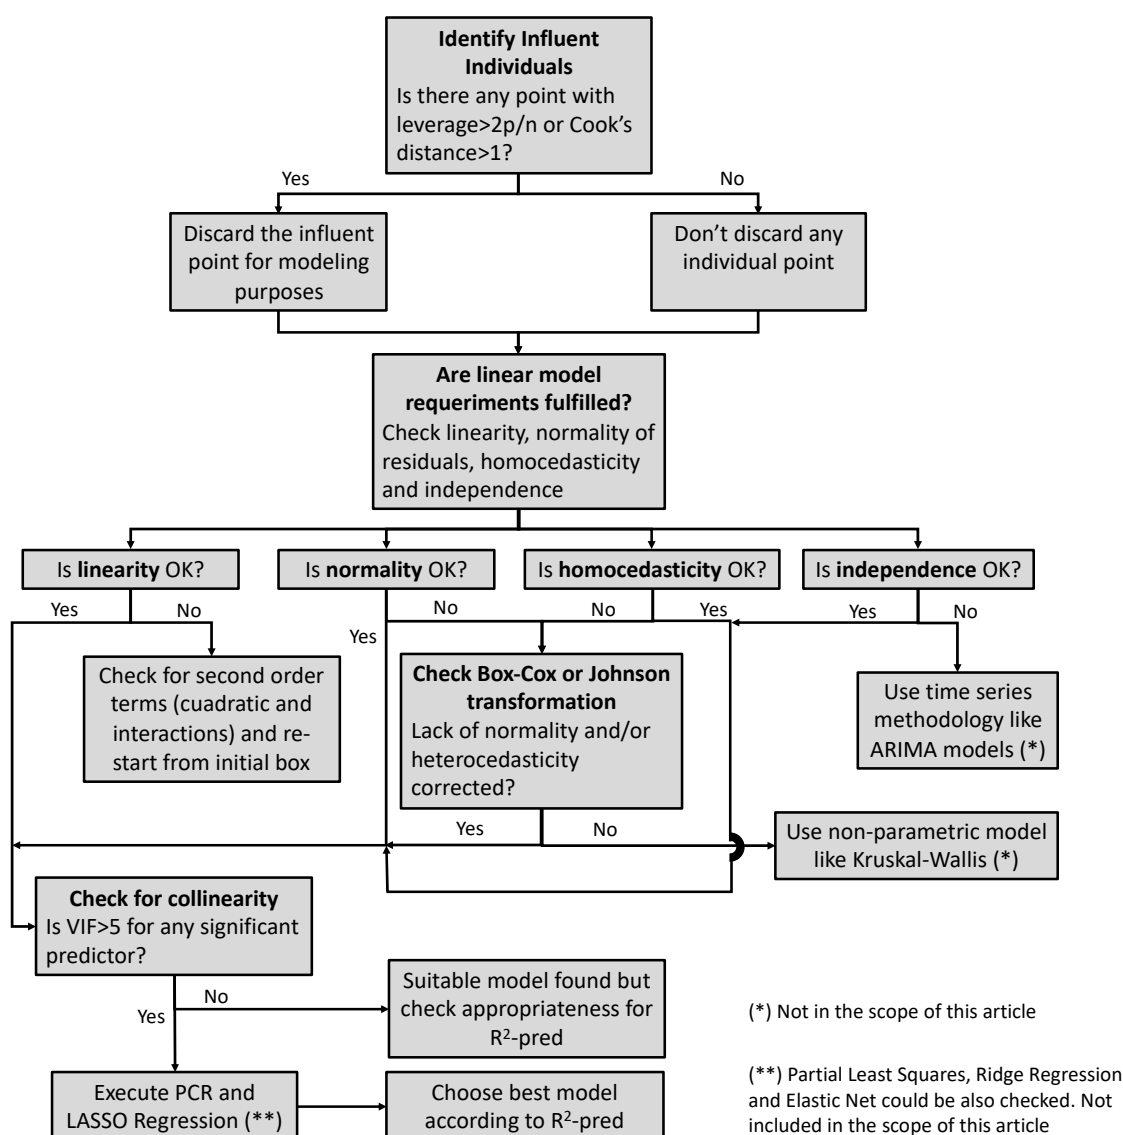 Identify Influent
Individuals
Is there any point with
leverage>2p/n or Cook's
distance>1?
Yes
No
Discard the influent
point for modeling
purposes
Don't discard any
individual point
Are linear model
requeriments fulfilled?
Check linearity, normality of
residuals, homocedasticity
and independence
Is linearity OK?
Is normality OK?
Is homocedasticity OK?
Is independence OK?
Yes
No
Yes
No
No
Yes
Yes
No
Check for second order
terms (cuadratic and
interactions) and re-
start from initial box
Check Box-Cox or Johnson
transformation
Lack of normality and/or
heterocedasticity
corrected?
Use time series
methodology like
ARIMA models (*)
Yes
No
Use non-parametric model
like Kruskal-Wallis (*)
Check for collinearity
Is VIF>5 for any significant
predictor?
No
Yes
Suitable model found but
check appropriateness for
R²-pred
(*) Not in the scope of this article
Execute PCR and
LASSO Regression (**)
Choose best model
according to R²-pred
(**) Partial Least Squares, Ridge Regression
and Elastic Net could be also checked. Not
included in the scope of this article